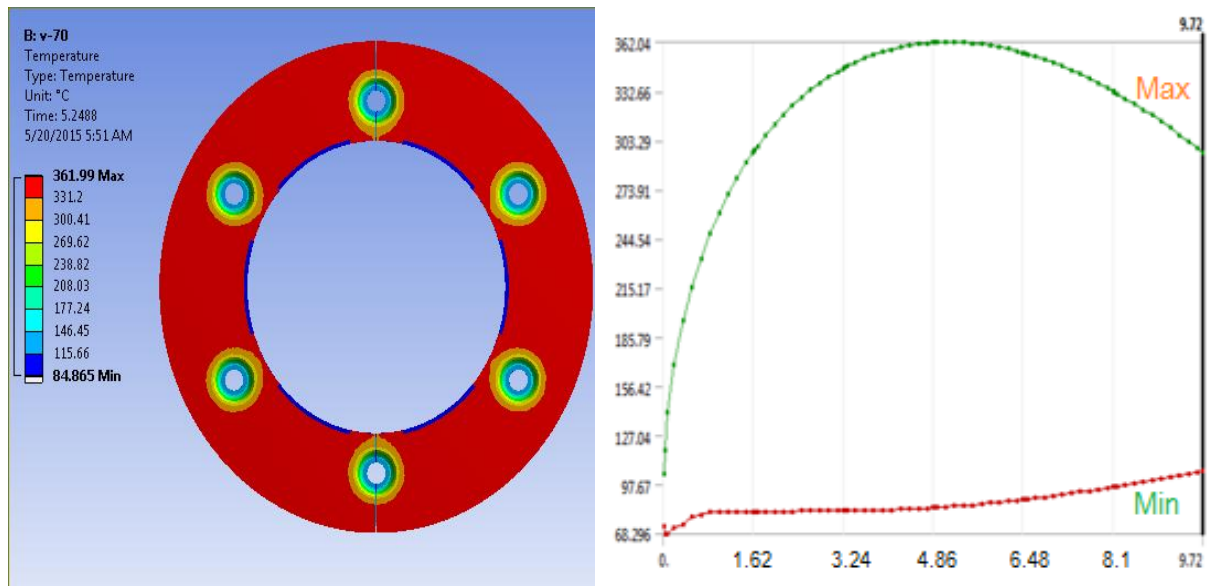 B: v-70
Temperature
Type: Temperature
Unit: °C
Time: 5.2488
5/20/2015 5:51 AM
361.99 Max
331.2
300.41
269.62
238.82
208.03
177.24
146.45
115.66
84.865 Min
9.72
362.04
332.66
303.29
273.91
244.54
215.17
185.79
156.42
127.04
97.67
68.296
Max
Min
0. 1.62 3.24 4.86 6.48 8.1 9.72